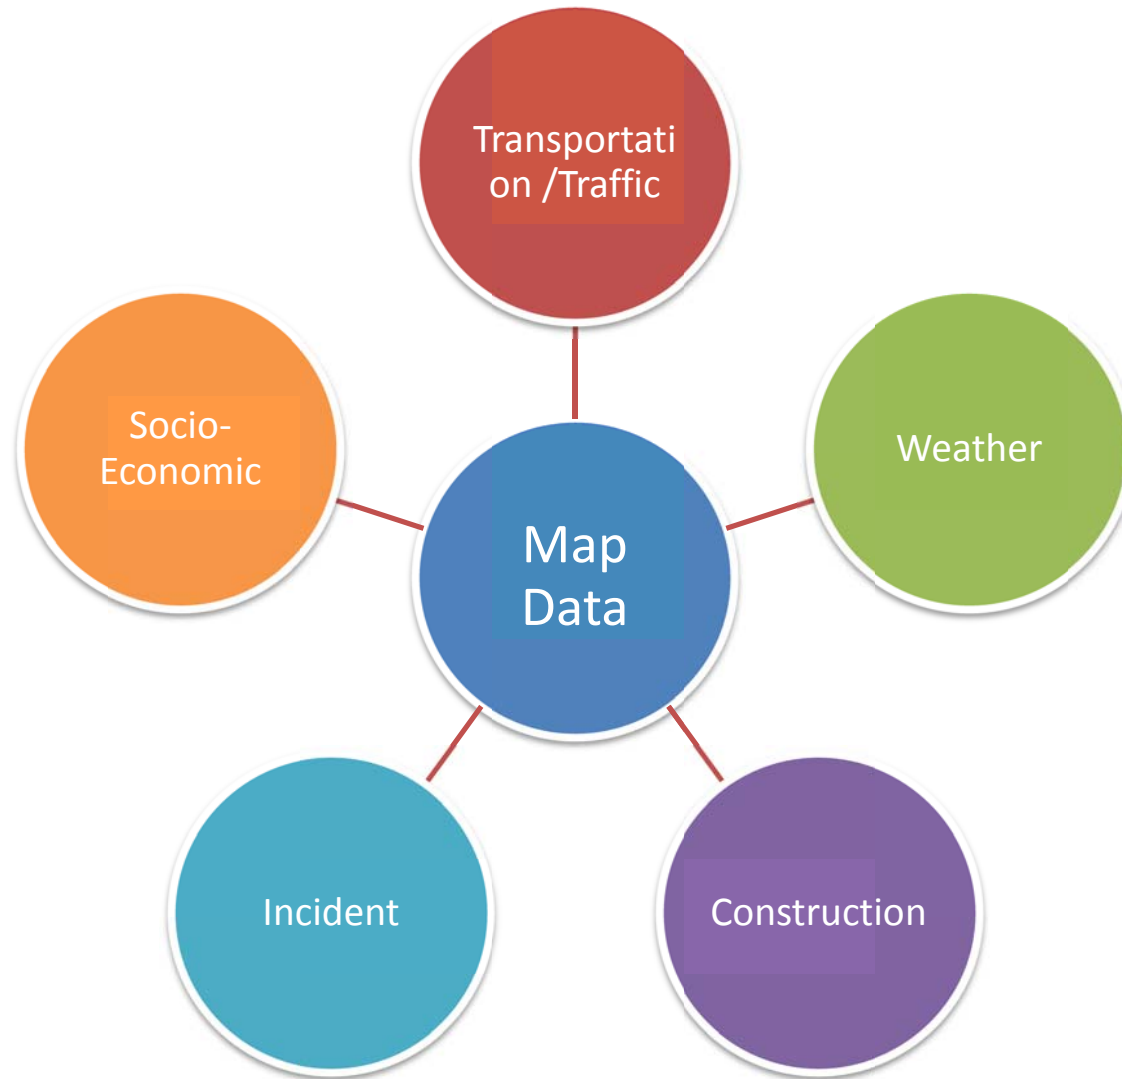 Transportati
on /Traffic
Socio-
Economic
Weather
Map
Data
Incident
Construction